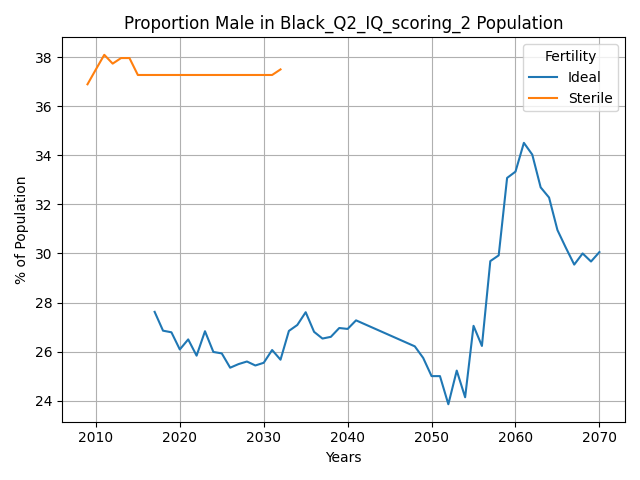 Proportion Male in Black_Q2_IQ_scoring_2 Population
Fertility
Ideal
Sterile
% of Population
38
36
34
32
30
28
26
24
2010
2020
2030
2040
2050
2060
2070
Years